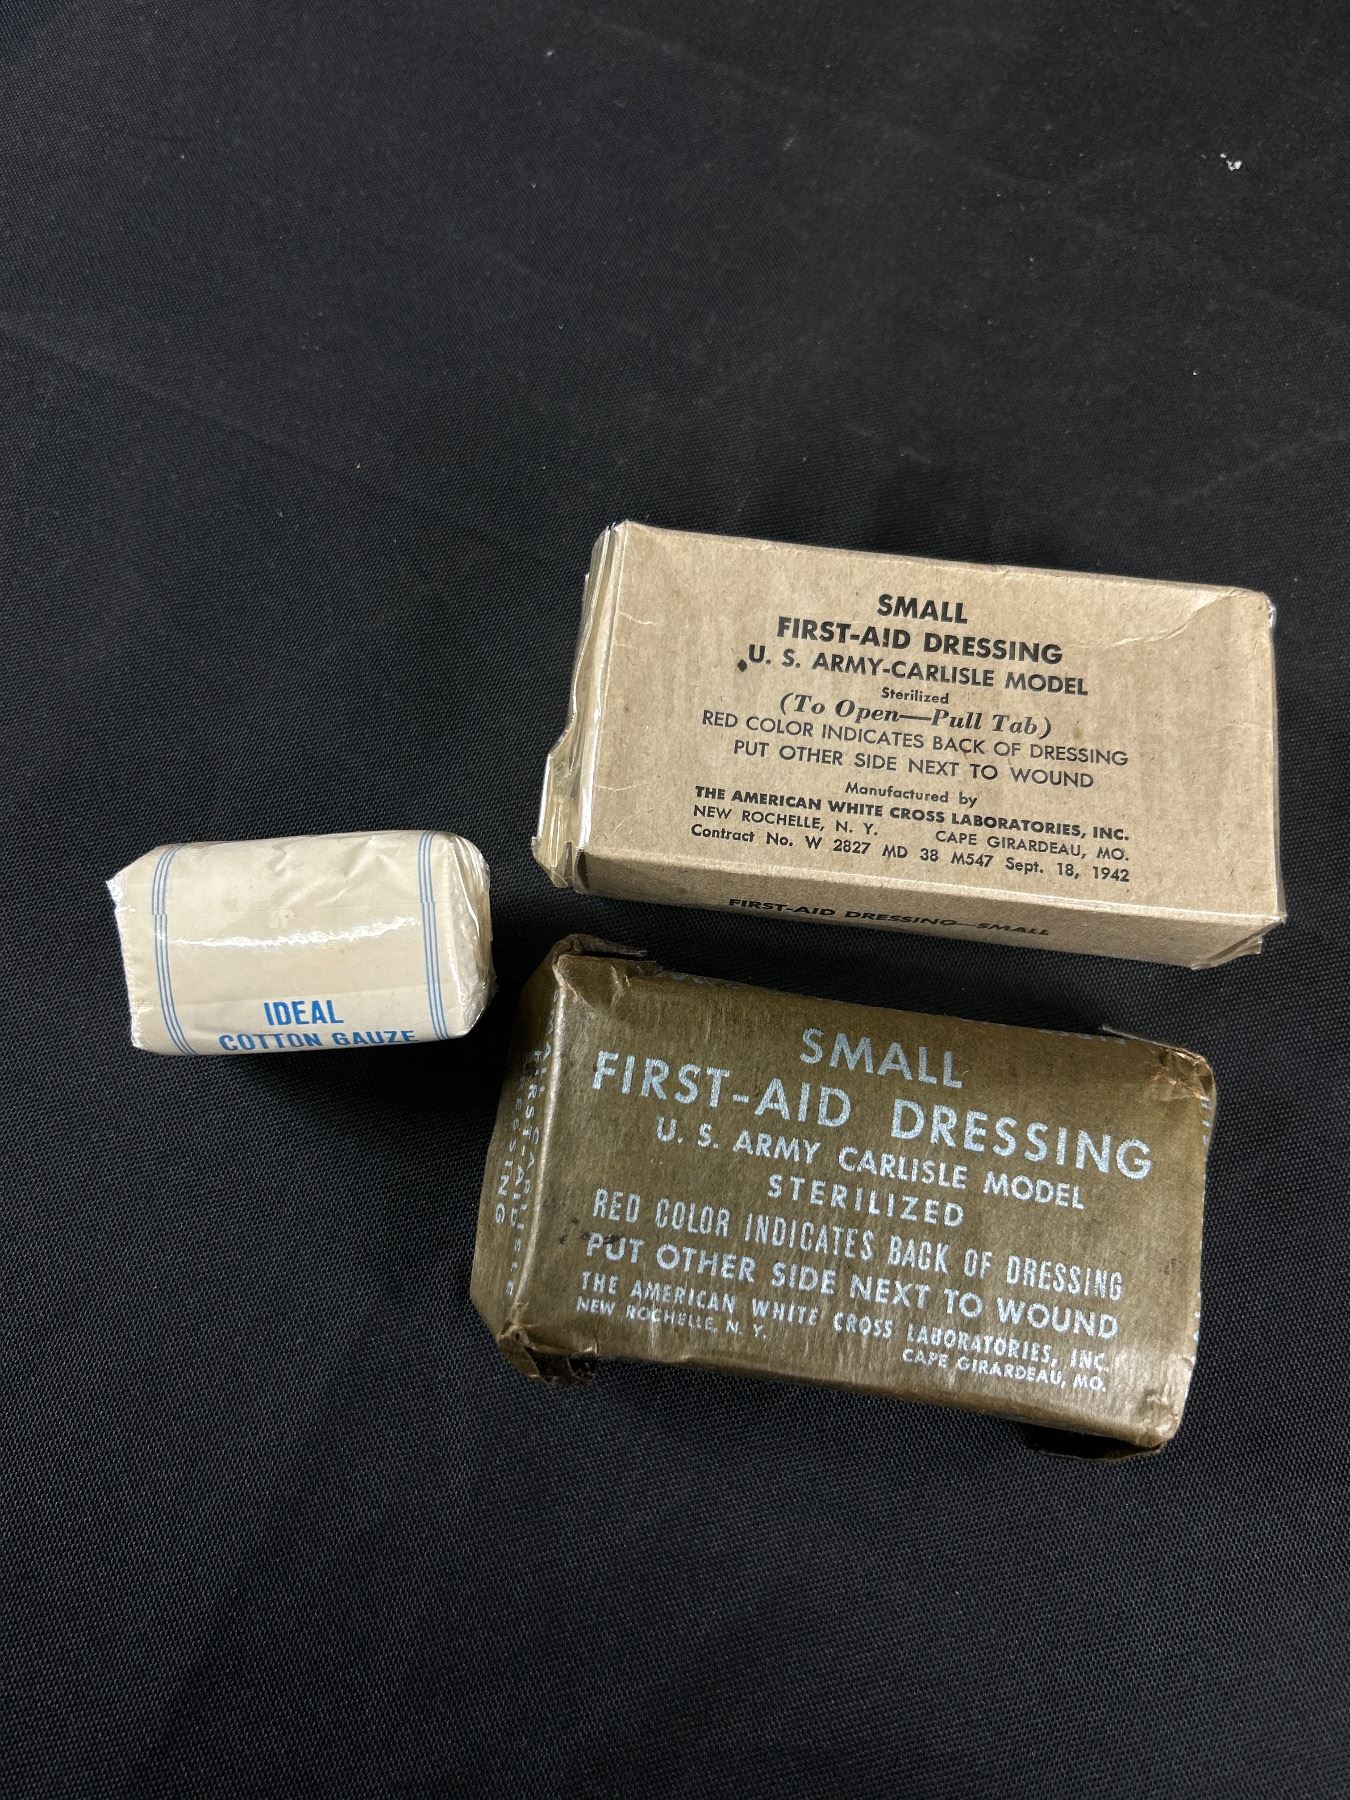 SMALL
FIRST-AID DRESSING
U. S. ARMY-CARLISLE MODEL
Sterilized
(To Open—Pull Tab)
RED COLOR INDICATES BACK OF DRESSING
PUT OTHER SIDE NEXT TO WOUND
Manufactured by
THE AMERICAN WHITE CROSS LABORATORIES, INC.
NEW ROCHELLE, N. Y. CAPE GIRARDEAU, MO.
Contract No. W 2827 MD 38 M547 Sept. 18, 1942
FIRST-AID DRESSING—SMALL
IDEAL
COTTON GAUZE
SMALL
FIRST-AID DRESSING
U. S. ARMY CARLISLE MODEL
STERILIZED
RED COLOR INDICATES BACK OF DRESSING
PUT OTHER SIDE NEXT TO WOUND
THE AMERICAN WHITE CROSS LABORATORIES, INC.
NEW ROCHELLE, N. Y.
CAPE GIRARDEAU, MO.
CARLISLE
FIRST-AID
DRESSING